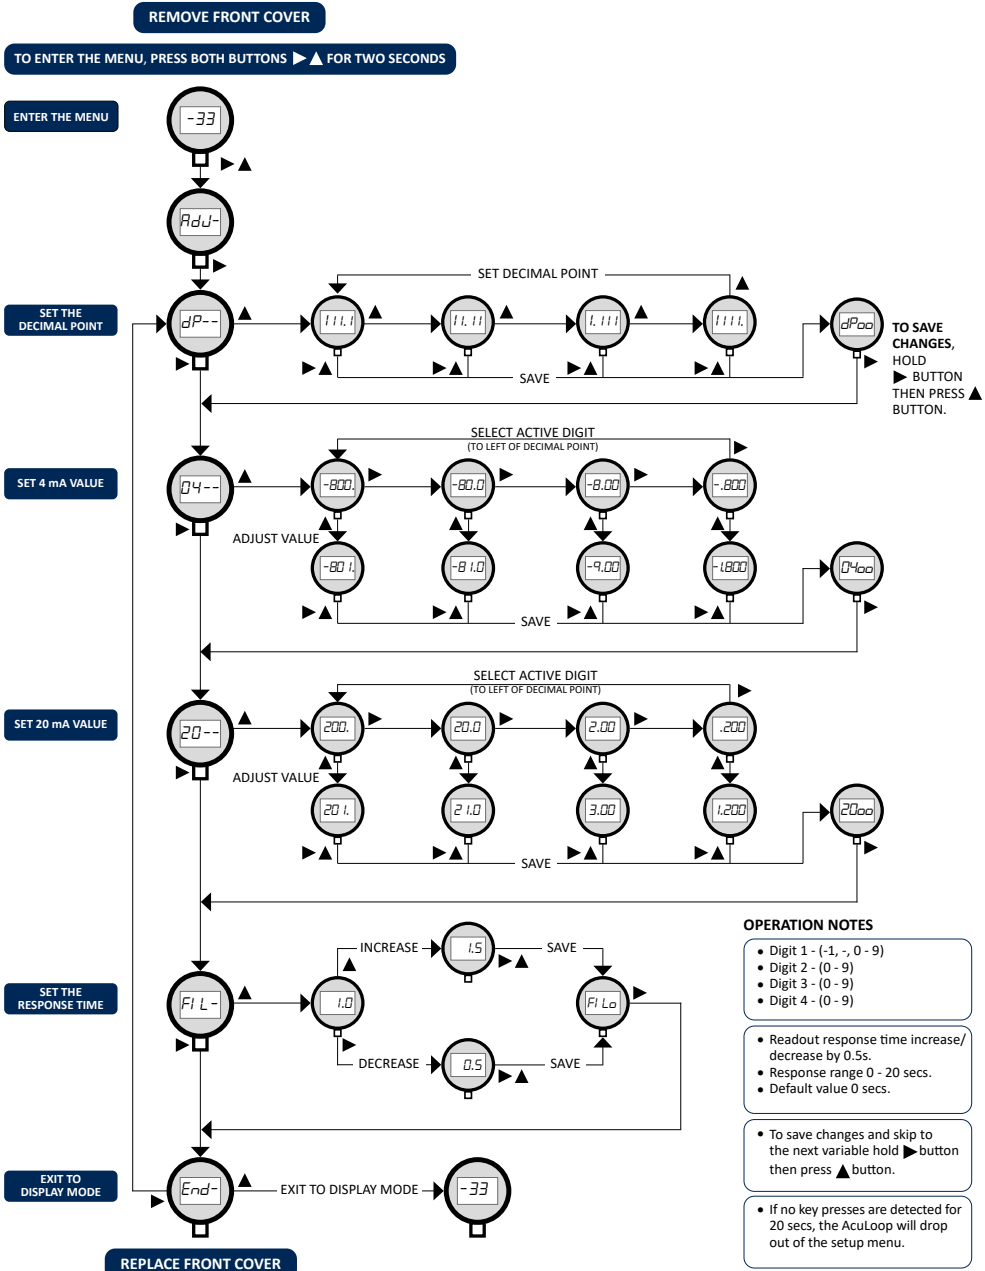 REMOVE FRONT COVER
TO ENTER THE MENU, PRESS BOTH BUTTONS ▶ ▲ FOR TWO SECONDS
ENTER THE MENU
-33
▶ ▲
AdJ-
▶
SET THE
DECIMAL POINT
dP--
▲
▶
SET DECIMAL POINT
111.1
▲
11.11
▲
1.111
▲
1111.
▲
▶ ▲
▶ ▲
▶ ▲
▶ ▲
SAVE
dPoo
▶
TO SAVE
CHANGES,
HOLD
▶ BUTTON
THEN PRESS ▲
BUTTON.
SET 4 mA VALUE
04--
▲
▶
SELECT ACTIVE DIGIT
(TO LEFT OF DECIMAL POINT)
-800.
▶
-80.0
▶
-8.00
▶
-.800
▶
▲
▲
▲
▲
ADJUST VALUE
-801.
-81.0
-9.00
-1.800
▶ ▲
▶ ▲
▶ ▲
▶ ▲
SAVE
04oo
▶
SET 20 mA VALUE
20--
▲
▶
SELECT ACTIVE DIGIT
(TO LEFT OF DECIMAL POINT)
200.
▶
20.0
▶
2.00
▶
.200
▶
▲
▲
▲
▲
ADJUST VALUE
201.
21.0
3.00
1.200
▶ ▲
▶ ▲
▶ ▲
▶ ▲
SAVE
20oo
▶
SET THE
RESPONSE TIME
FIL-
▲
▶
1.0
▲
INCREASE
1.5
▶ ▲
SAVE
▶
DECREASE
0.5
▶ ▲
SAVE
FILo
▶
EXIT TO
DISPLAY MODE
End-
▲
▶
EXIT TO DISPLAY MODE
-33
REPLACE FRONT COVER
OPERATION NOTES
• Digit 1 - (-1, -, 0 - 9)
• Digit 2 - (0 - 9)
• Digit 3 - (0 - 9)
• Digit 4 - (0 - 9)
• Readout response time increase/
decrease by 0.5s.
• Response range 0 - 20 secs.
• Default value 0 secs.
• To save changes and skip to
the next variable hold ▶ button
then press ▲ button.
• If no key presses are detected for
20 secs, the AcuLoop will drop
out of the setup menu.